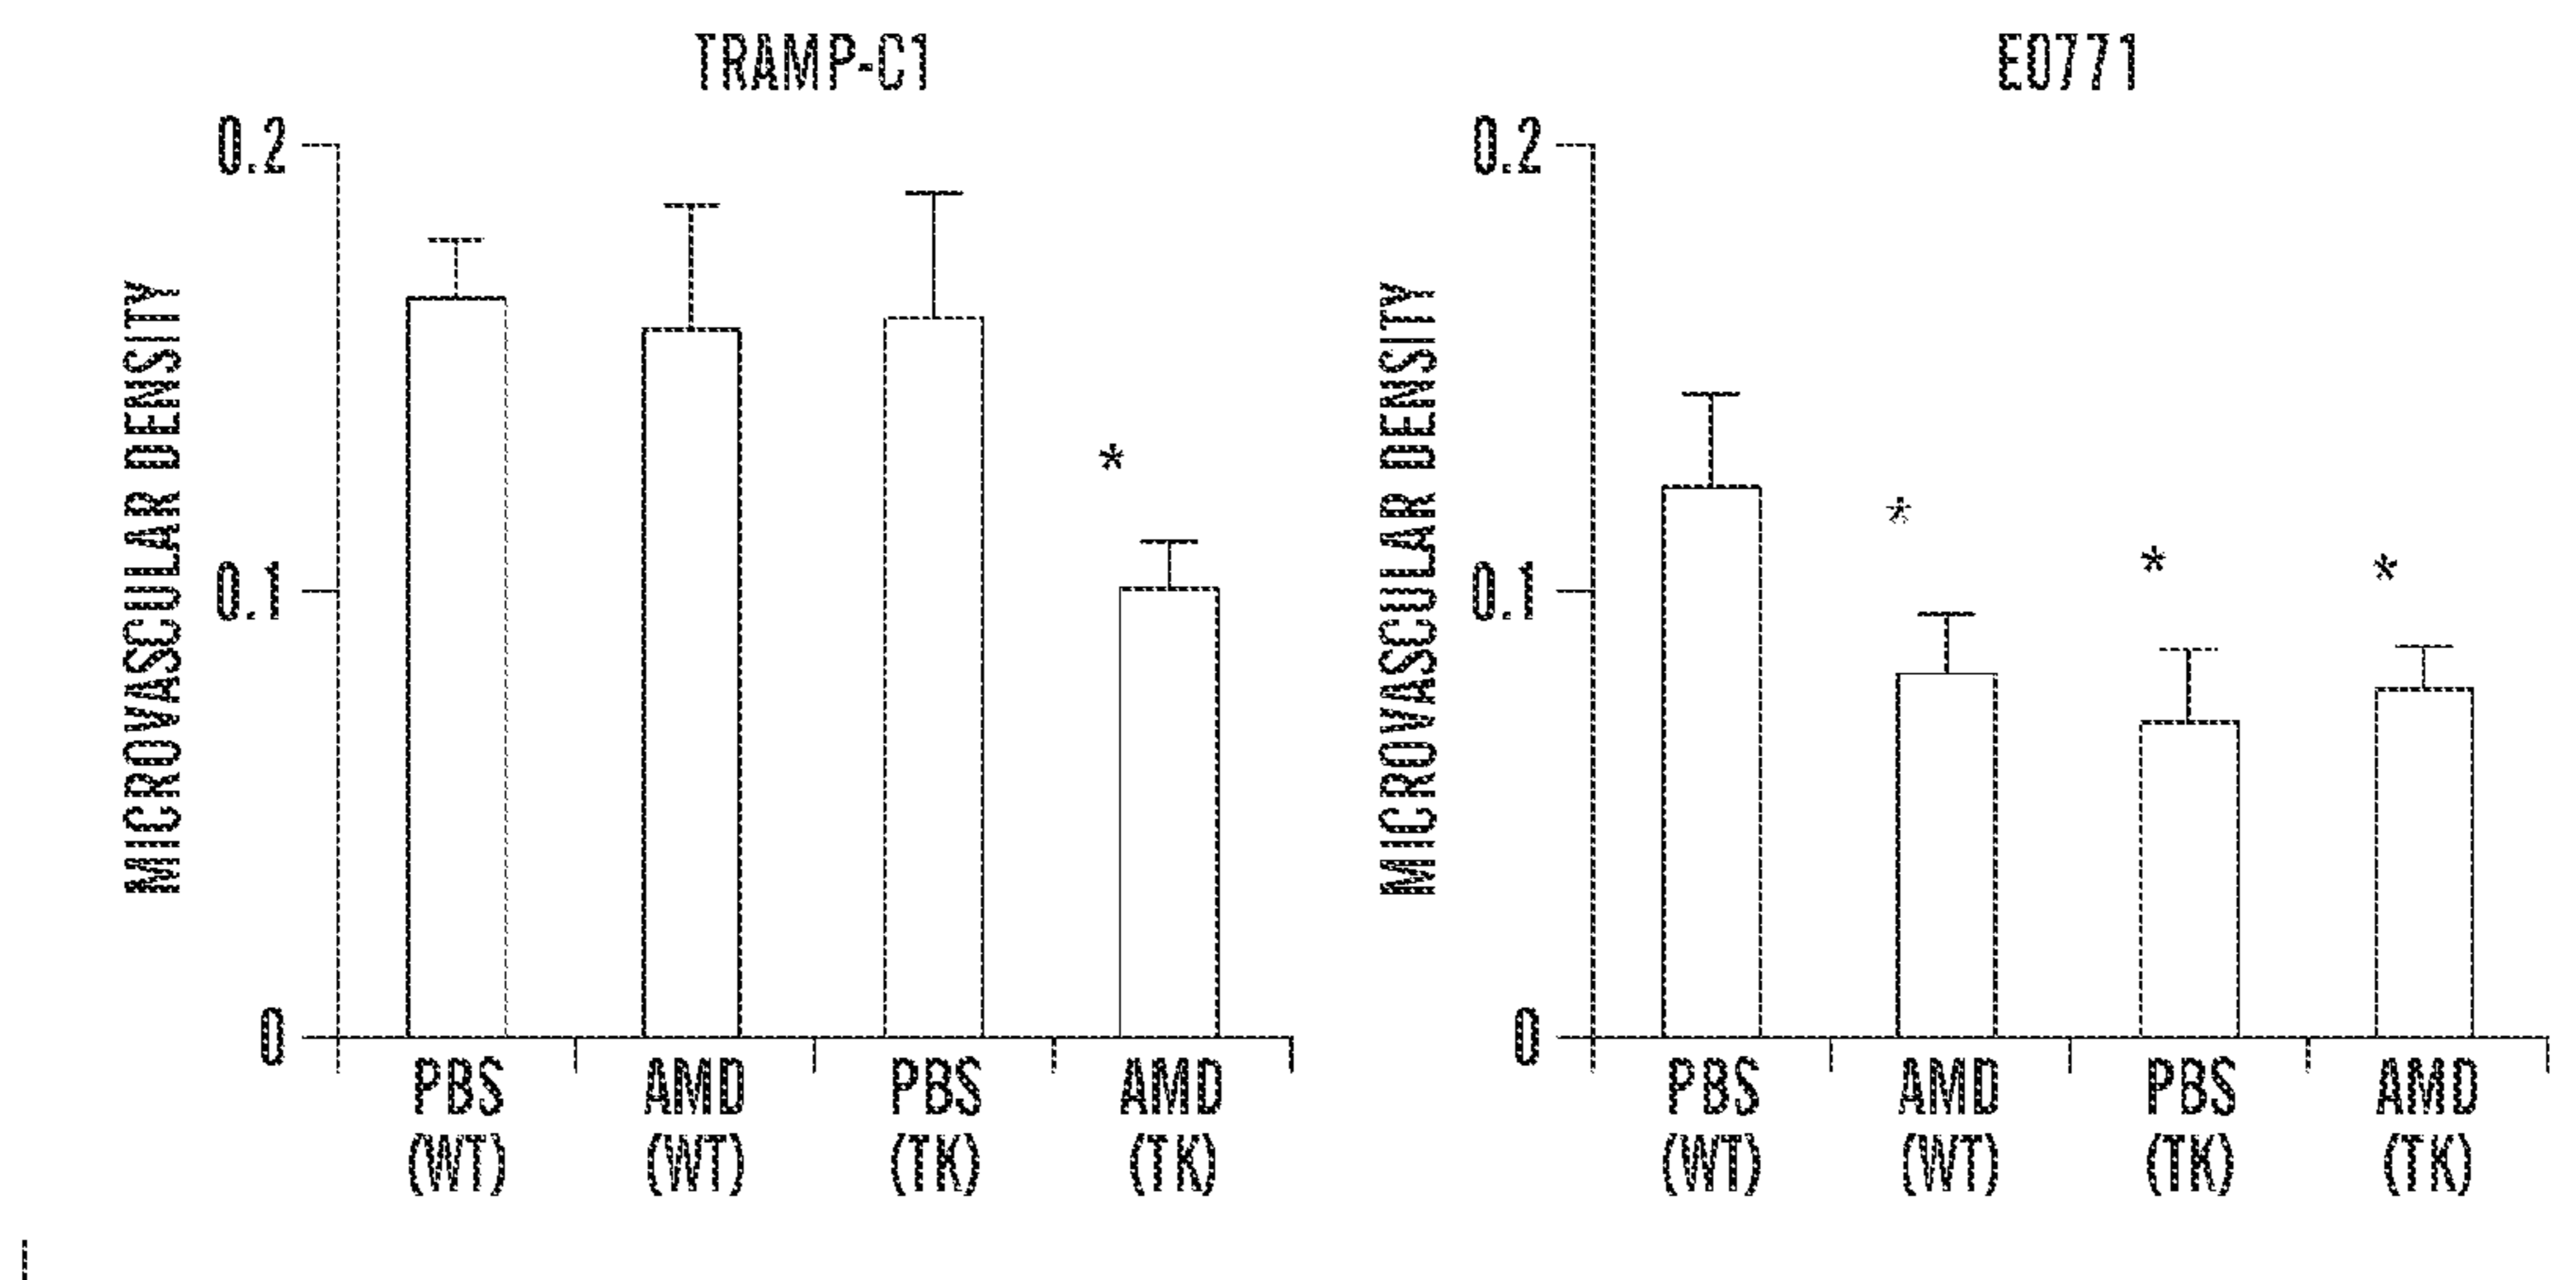 TRAMP-C1
0.2
0.1
0
MICROVASCULAR DENSITY
*
PBS AMD PBS AMD
(WT) (WT) (TK) (TK)
E0771
0.2
0.1
0
MICROVASCULAR DENSITY
* * *
PBS AMD PBS AMD
(WT) (WT) (TK) (TK)